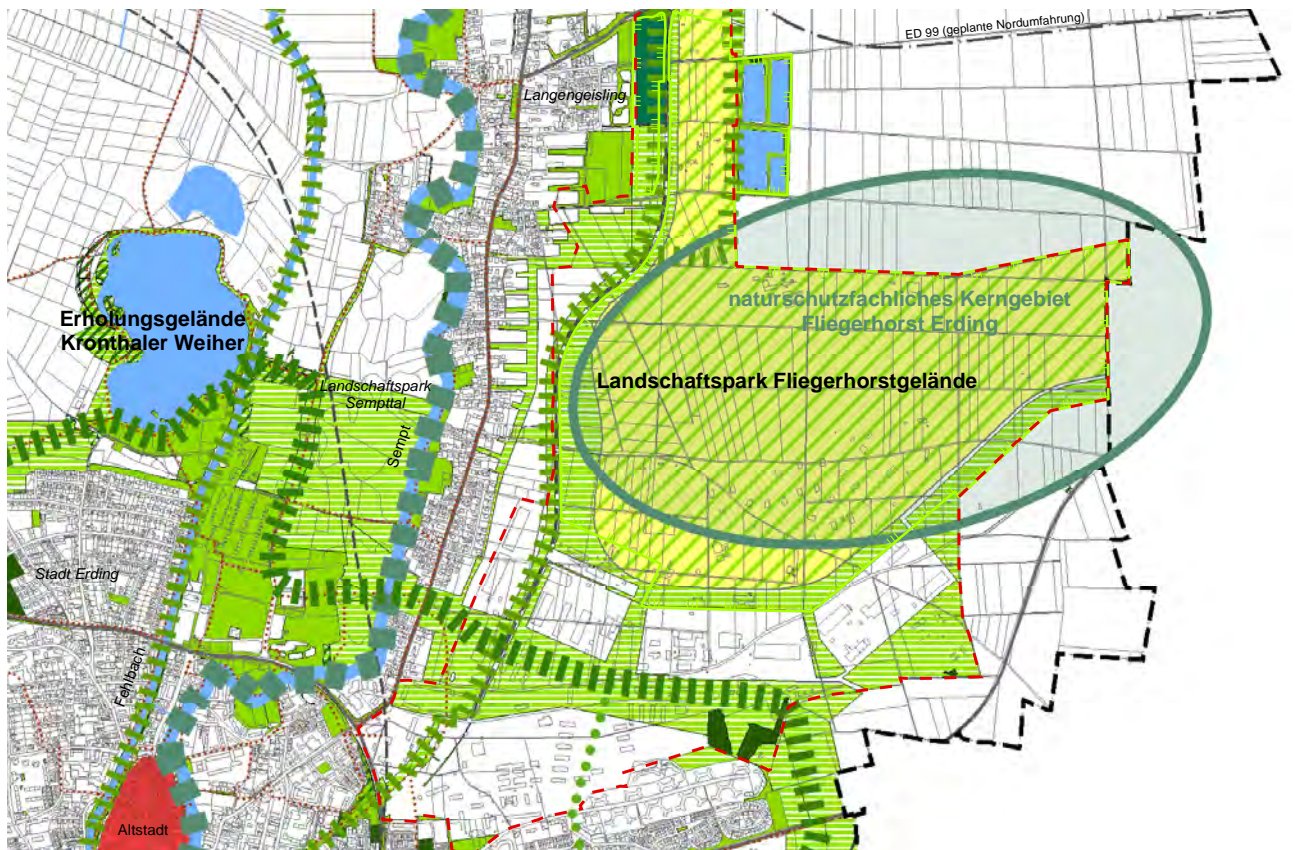 ED 99 (geplante Nordumfahrung)
Langengeisling
naturschutzfachliches Kerngebiet
Fliegerhorst Erding
Erholungsgelände
Kronthaler Weiher
Landschaftspark Fliegerhorstgelände
Landschaftspark
Sempttal
Sempt
Stadt Erding
Fehlbach
Altstadt